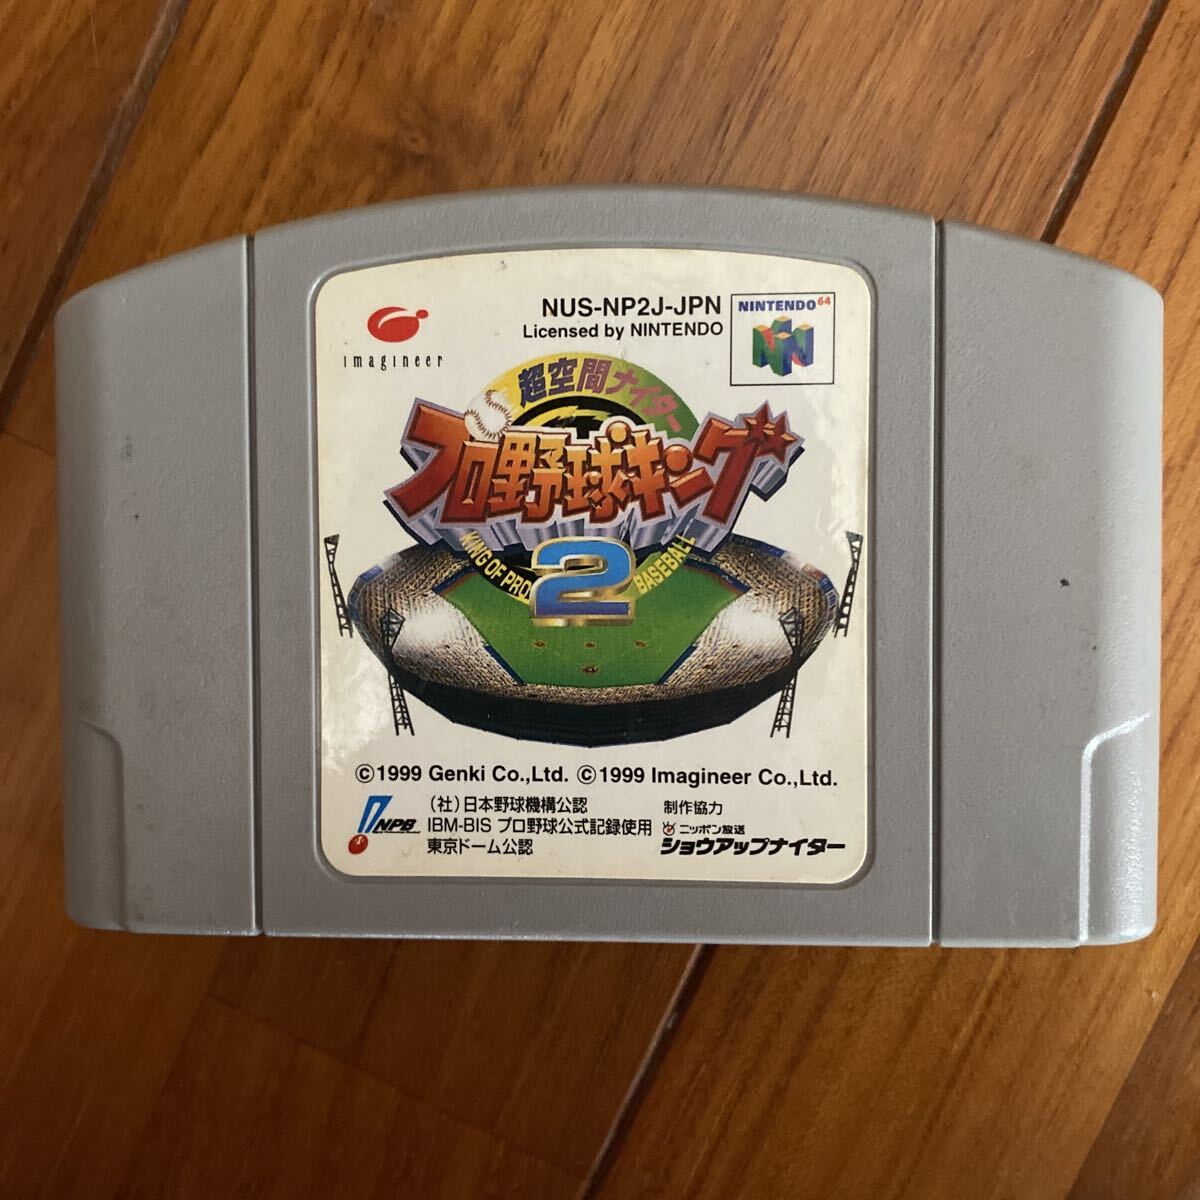 imagineer
NUS-NP2J-JPN
Licensed by NINTENDO
NINTENDO 64
超空間ナイター
プロ野球キング
KING OF PRO BASEBALL
2
©1999 Genki Co.,Ltd. ©1999 Imagineer Co.,Ltd.
NPB
(社)日本野球機構公認
IBM-BIS プロ野球公式記録使用
東京ドーム公認
制作協力
ニッポン放送
ショウアップナイター